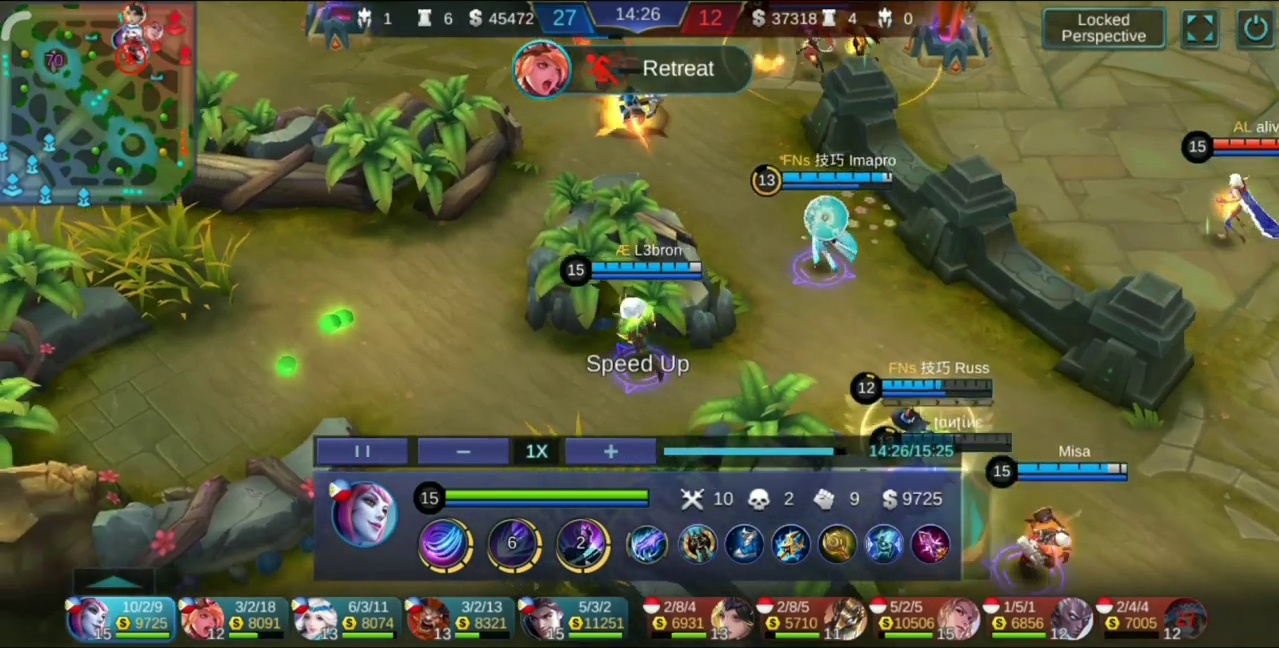 1 6 $ 45472 27 14:26 12 $ 37318 4 0
Locked
Perspective
Retreat
70
AL aliv
15
FNs 技巧 Imapro
13
Æ L3bron
15
Speed Up
FNs 技巧 Russ
12
Misa
15
− 1X + 14:26/15:25
15 10 2 9 $ 9725
6 2
10/2/9 3/2/18 6/3/11 3/2/13 5/3/2 2/8/4 2/8/5 5/2/5 1/5/1 2/4/4
9725 8091 8074 8321 11251 6931 5710 10506 6856 7005
15 12 13 13 15 13 11 15 12 12